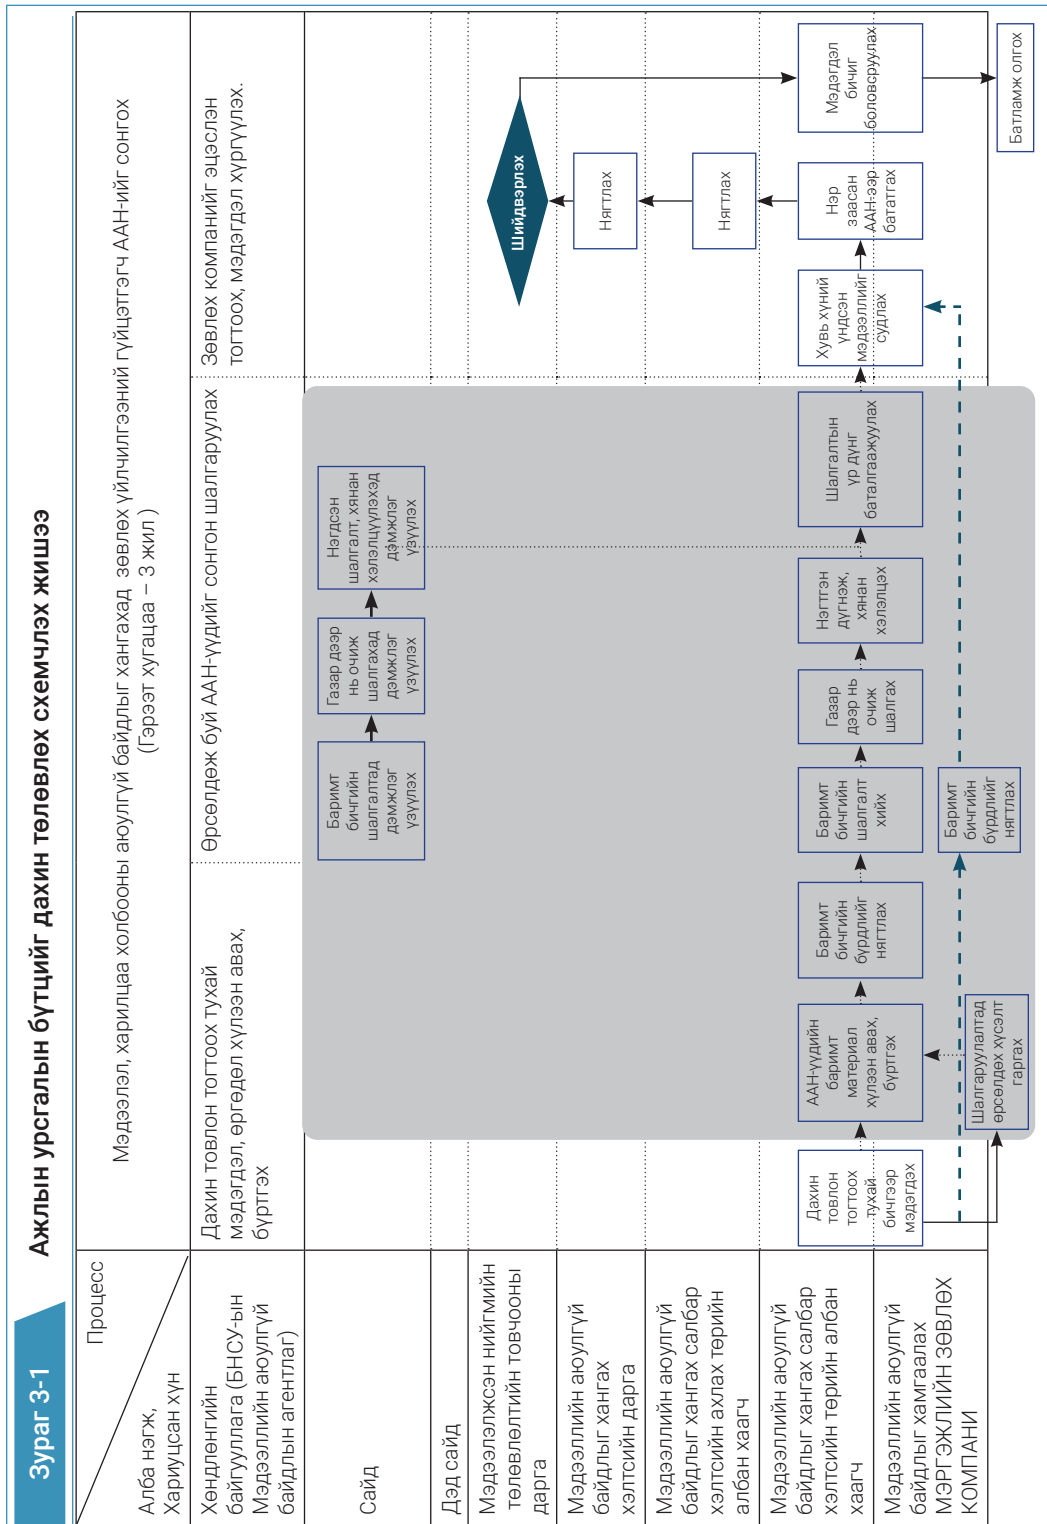 Зураг 3-1
Ажлын урсгалын бүтцийг дахин төлөвлөх схемчлэх жишээ
Процесс
Алба нэгж,
Хариуцсан хүн
Мэдээлэл, харилцаа холбооны аюулгүй байдлыг хангахад зөвлөх үйлчилгээний гүйцэтгэгч ААН-ийг сонгох
(Гэрээт хугацаа – 3 жил )
Хөндлөнгийн
байгууллага (БНСУ-ын
Мэдээллийн аюулгүй
байдлын агентлаг)
Дахин товлон тогтоох тухай
мэдэгдэл, өргөдөл хүлээн авах,
бүртгэх
Өрсөлдөж буй ААН-үүдийг сонгон шалгаруулах
Зөвлөх компанийг эцэслэн
тогтоох, мэдэгдэл хүргүүлэх.
Сайд
Баримт
бичгийн
шалгалтад
дэмжлэг
үзүүлэх
Газар дээр
нь очиж
шалгахад
дэмжлэг
үзүүлэх
Нэгдсэн
шалгалт, хянан
хэлэлцүүлэхэд
дэмжлэг
үзүүлэх
Дэд сайд
Мэдээлэлжсэн нийгмийн
төлөвлөлтийн товчооны
дарга
Шийдвэрлэх
Мэдээллийн аюулгүй
байдлыг хангах
хэлтсийн дарга
Нягтлах
Мэдээллийн аюулгүй
байдлыг хангах салбар
хэлтсийн ахлах төрийн
албан хаагч
Нягтлах
Мэдээллийн аюулгүй
байдлыг хангах салбар
хэлтсийн төрийн албан
хаагч
Дахин
товлон
тогтоох
тухай
бичгээр
мэдэгдэх
ААН-үүдийн
баримт
материал
хүлээн авах,
бүртгэх
Баримт
бичгийн
бүрдлийг
нягтлах
Баримт
бичгийн
шалгалт
хийх
Газар
дээр нь
очиж
шалгах
Нэгтгэн
дүгнэж,
хянан
хэлэлцэх
Шалгалтын
үр дүнг
баталгаажуулах
Хувь хүний
үндсэн
мэдээллийг
судлах
Нэр
заасан
ААН-ээр
бататгах
Мэдэгдэл
бичиг
боловсруулах
Мэдээллийн аюулгүй
байдлыг хамгаалах
МЭРГЭЖЛИЙН ЗӨВЛӨХ
КОМПАНИ
Шалгаруулалтад
өрсөлдөх хүсэлт
гаргах
Баримт
бичгийн
бүрдлийг
нягтлах
Батламж олгох